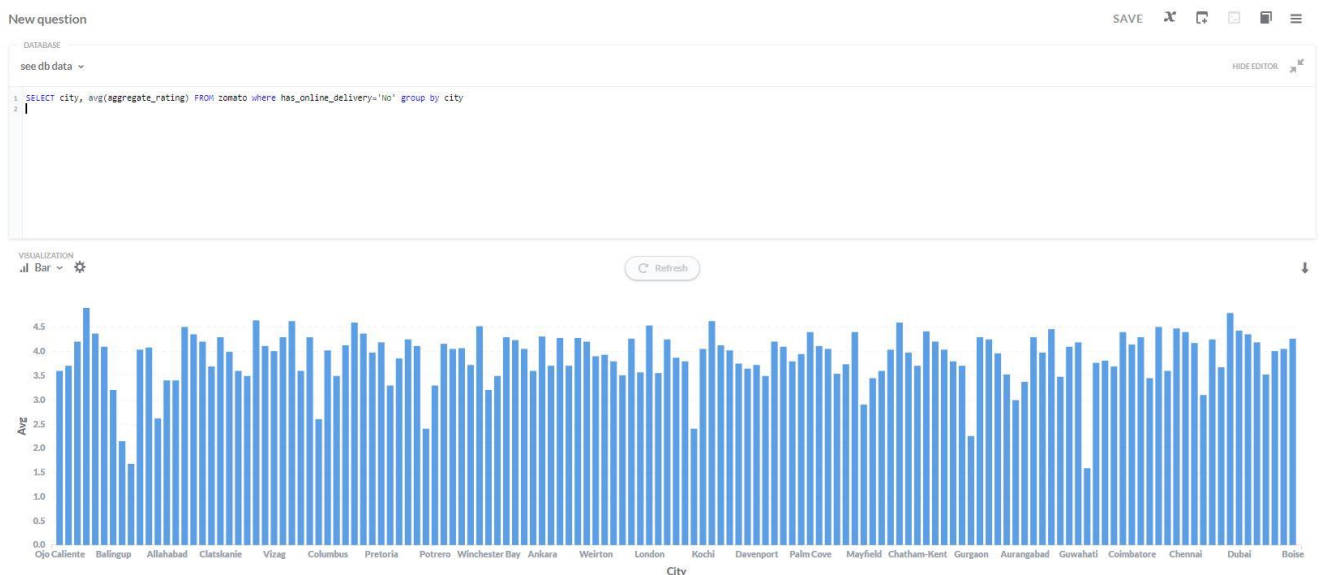 New question
SAVE
DATABASE
see db data
HIDE EDITOR
1 SELECT city, avg(aggregate_rating) FROM zomato where has_online_delivery='No' group by city
2
VISUALIZATION
Bar
Refresh
4.5
4.0
3.5
3.0
2.5
2.0
1.5
1.0
0.5
0.0
Avg
Ojo Caliente Balingup Allahabad Clatskanie Vizag Columbus Pretoria Potrero Winchester Bay Ankara Weirton London Kochi Davenport Palm Cove Mayfield Chatham-Kent Gurgaon Aurangabad Guwahati Coimbatore Chennai Dubai Boise
City